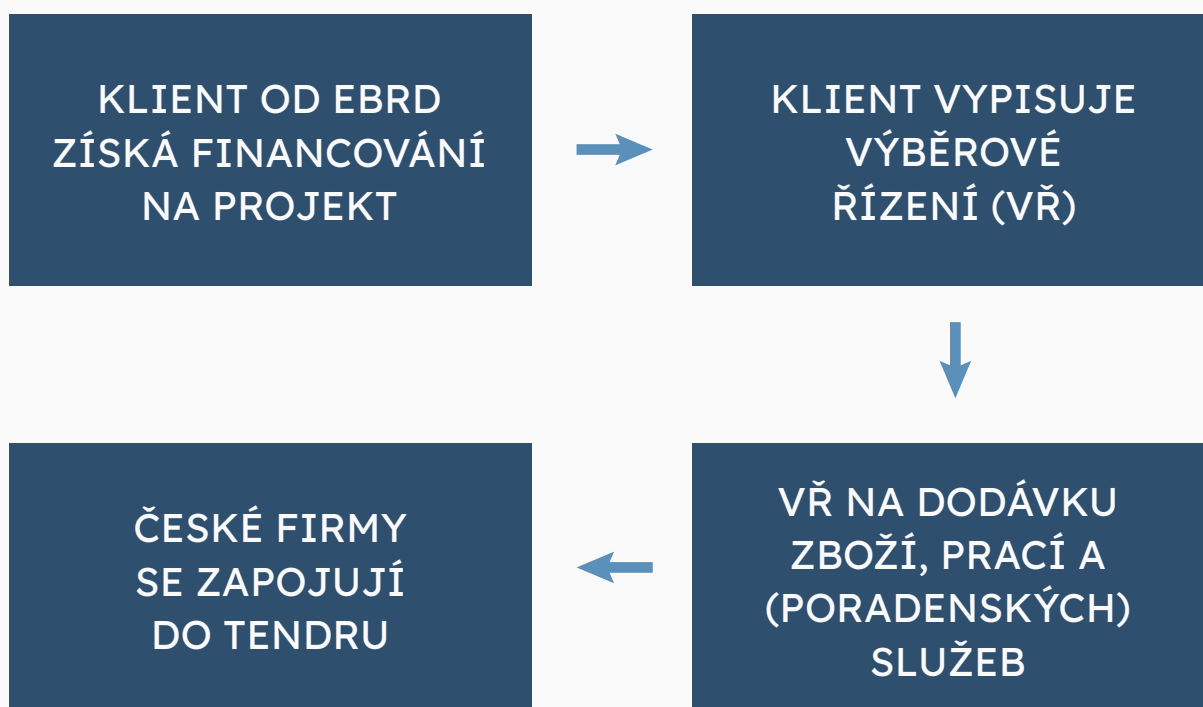 KLIENT OD EBRD
ZÍSKÁ FINANCOVÁNÍ
NA PROJEKT
KLIENT VYPISUJE
VÝBĚROVÉ
ŘÍZENÍ (VŘ)
VŘ NA DODÁVKU
ZBOŽÍ, PRACÍ A
(PORADENSKÝCH)
SLUŽEB
ČESKÉ FIRMY
SE ZAPOJUJÍ
DO TENDRU